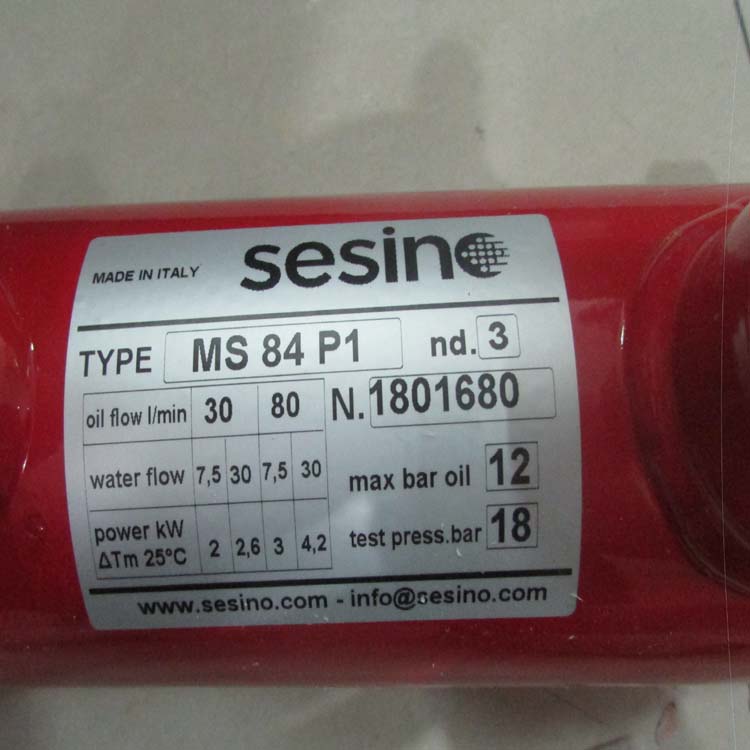 MADE IN ITALY sesino
TYPE MS 84 P1 nd. 3
oil flow l/min 30 80 N. 1801680
water flow 7,5 30 7,5 30 max bar oil 12
power kW
ΔTm 25°C 2 2,6 3 4,2 test press.bar 18
www.sesino.com - info@sesino.com